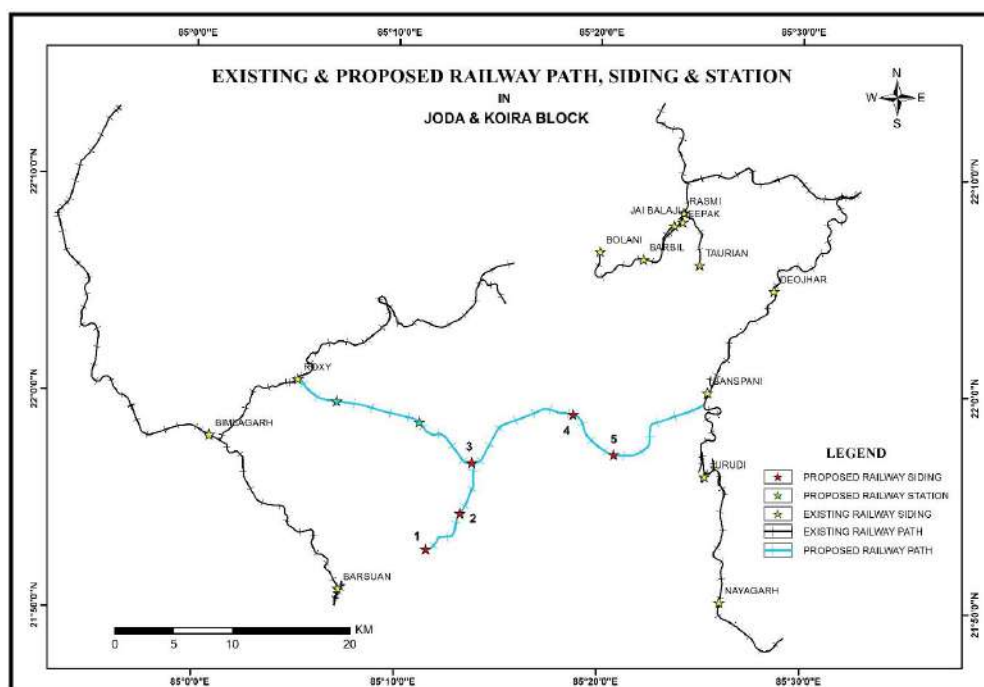 85°0'0"E 85°10'0"E 85°20'0"E 85°30'0"E
EXISTING & PROPOSED RAILWAY PATH, SIDING & STATION
IN
JODA & KOIRA BLOCK
N
W E
S
22°10'0"N
22°10'0"N
RASMI
JAI BALAJI
EEPAK
BOLANI
BARBIL
TAURIAN
DEOJHAR
ROXY
22°0'0"N
22°0'0"N
BANSPANI
BIMLAGARH
4
3
5
JURUDI
2
1
LEGEND
PROPOSED RAILWAY SIDING
PROPOSED RAILWAY STATION
EXISTING RAILWAY SIDING
EXISTING RAILWAY PATH
PROPOSED RAILWAY PATH
BARSUAN
NAYAGARH
21°50'0"N
21°50'0"N
KM
0 5 10 20
85°0'0"E 85°10'0"E 85°20'0"E 85°30'0"E